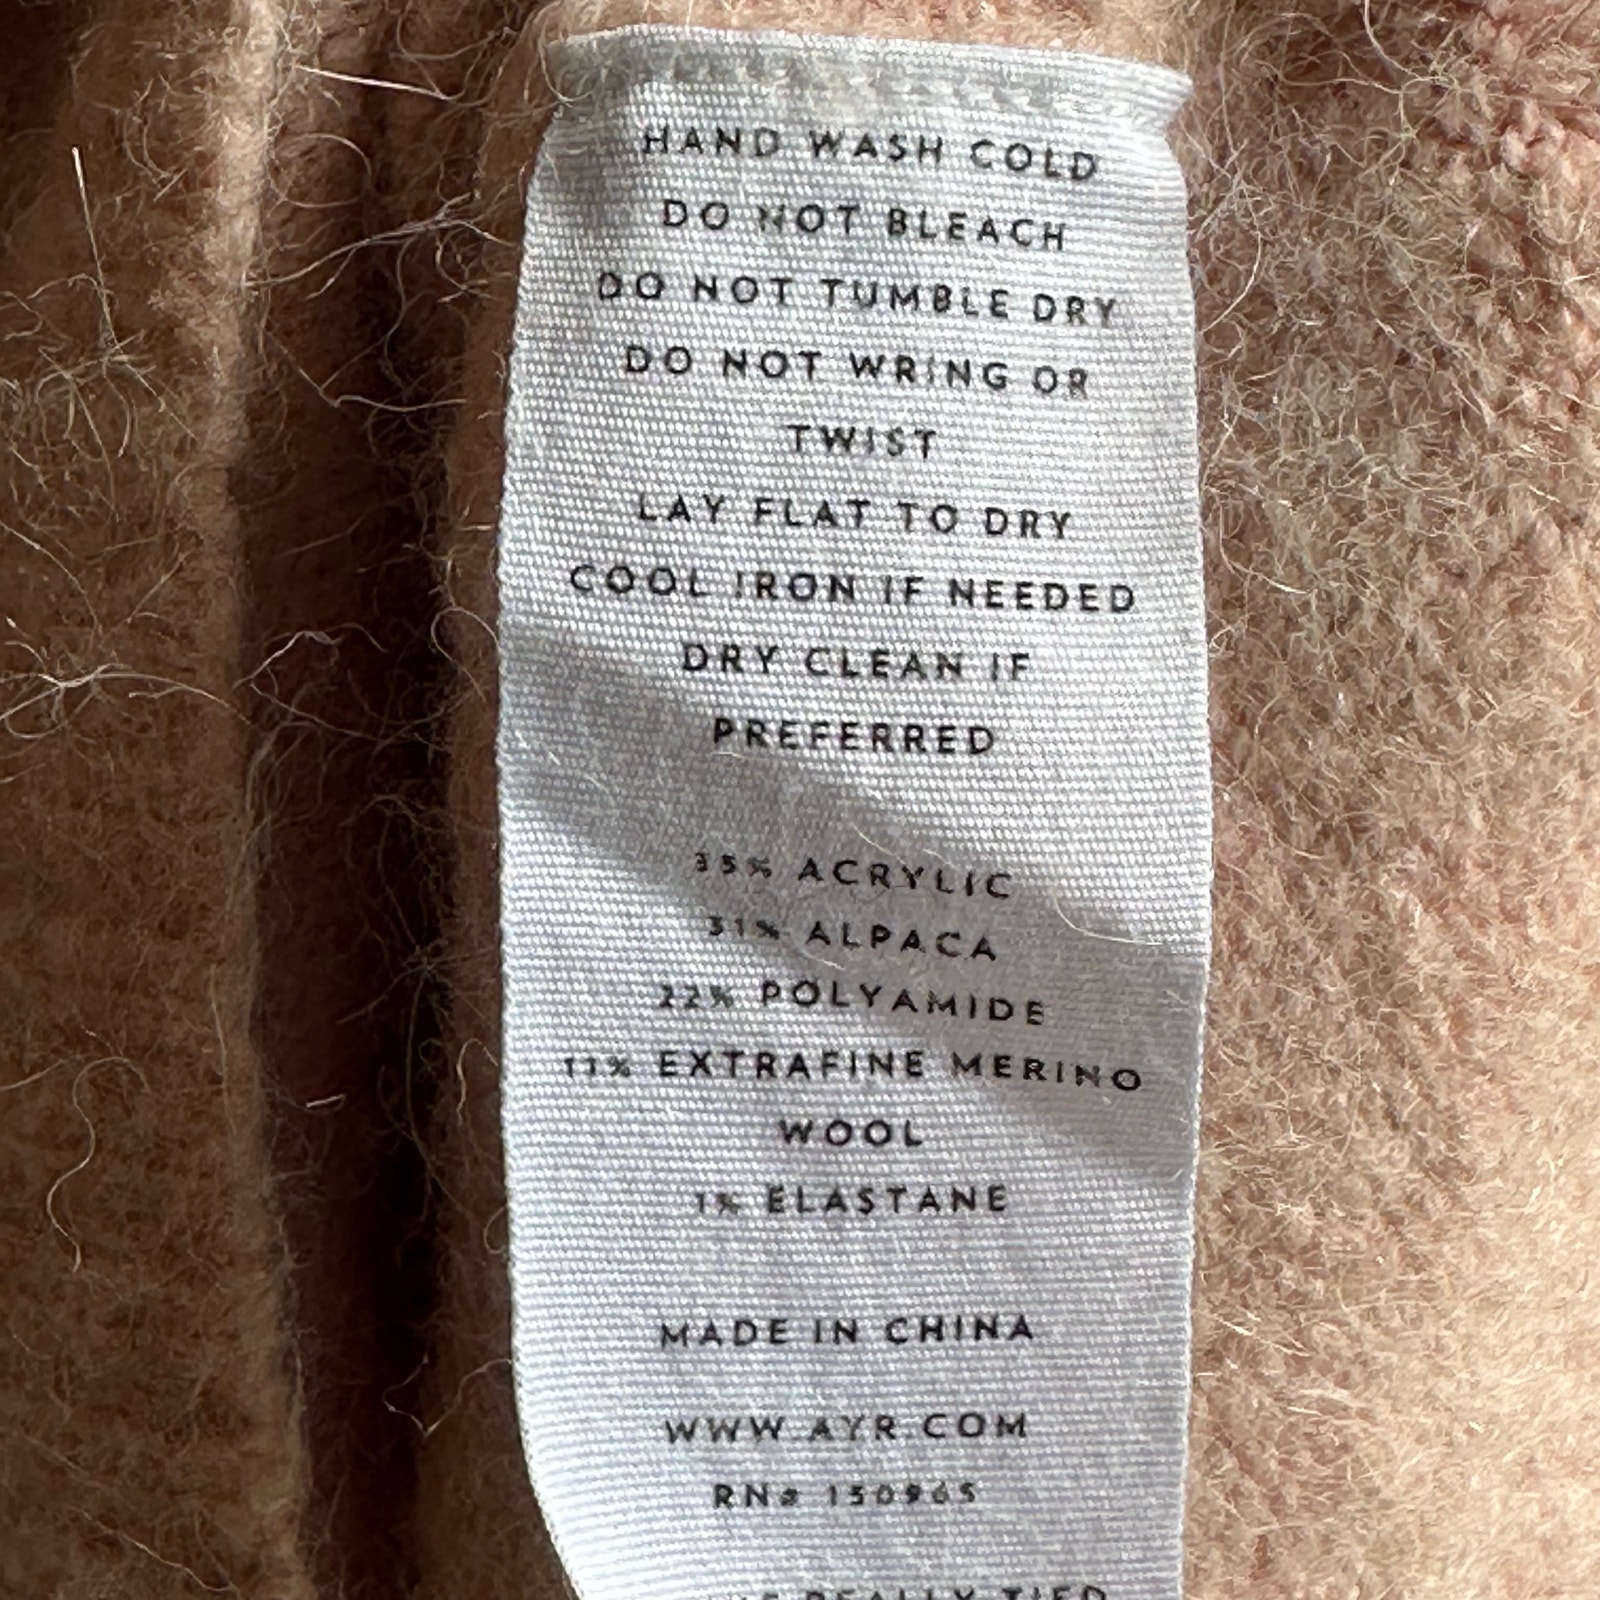 HAND WASH COLD
DO NOT BLEACH
DO NOT TUMBLE DRY
DO NOT WRING OR
TWIST
LAY FLAT TO DRY
COOL IRON IF NEEDED
DRY CLEAN IF
PREFERRED
35% ACRYLIC
31% ALPACA
22% POLYAMIDE
11% EXTRAFINE MERINO
WOOL
1% ELASTANE
MADE IN CHINA
WWW.AYR.COM
RN# 150965
REALLY TIED